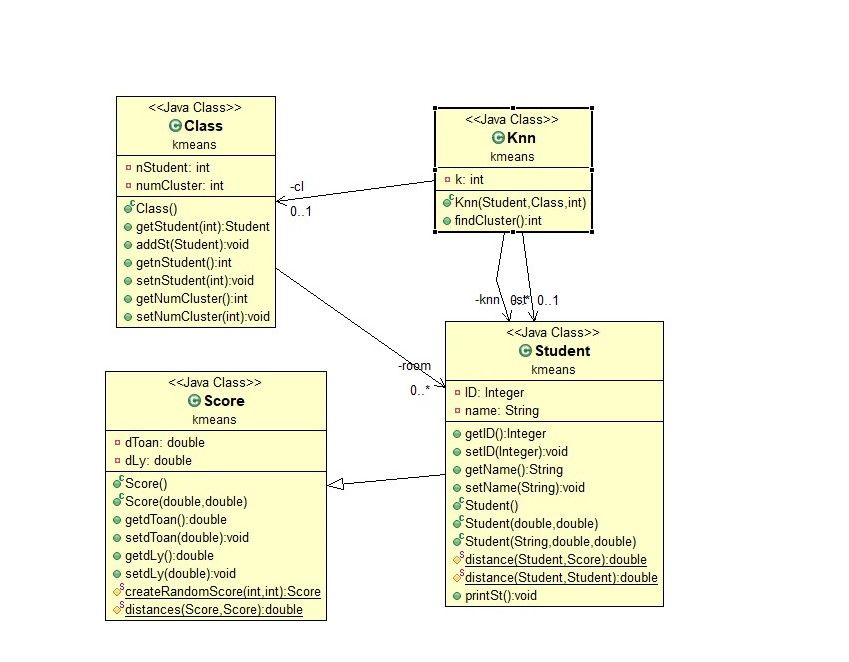 <<Java Class>>
Class
kmeans
nStudent: int
numCluster: int
Class()
getStudent(int):Student
addSt(Student):void
getnStudent():int
setnStudent(int):void
getNumCluster():int
setNumCluster(int):void
<<Java Class>>
Knn
kmeans
k: int
Knn(Student,Class,int)
findCluster():int
-cl
0..1
-knn
0..1
-room
0..*
<<Java Class>>
Score
kmeans
dToan: double
dLy: double
Score()
Score(double,double)
getdToan():double
setdToan(double):void
getdLy():double
setdLy(double):void
createRandomScore(int,int):Score
distances(Score,Score):double
<<Java Class>>
Student
kmeans
ID: Integer
name: String
getID():Integer
setID(Integer):void
getName():String
setName(String):void
Student()
Student(double,double)
Student(String,double,double)
distance(Student,Score):double
distance(Student,Student):double
printSt():void